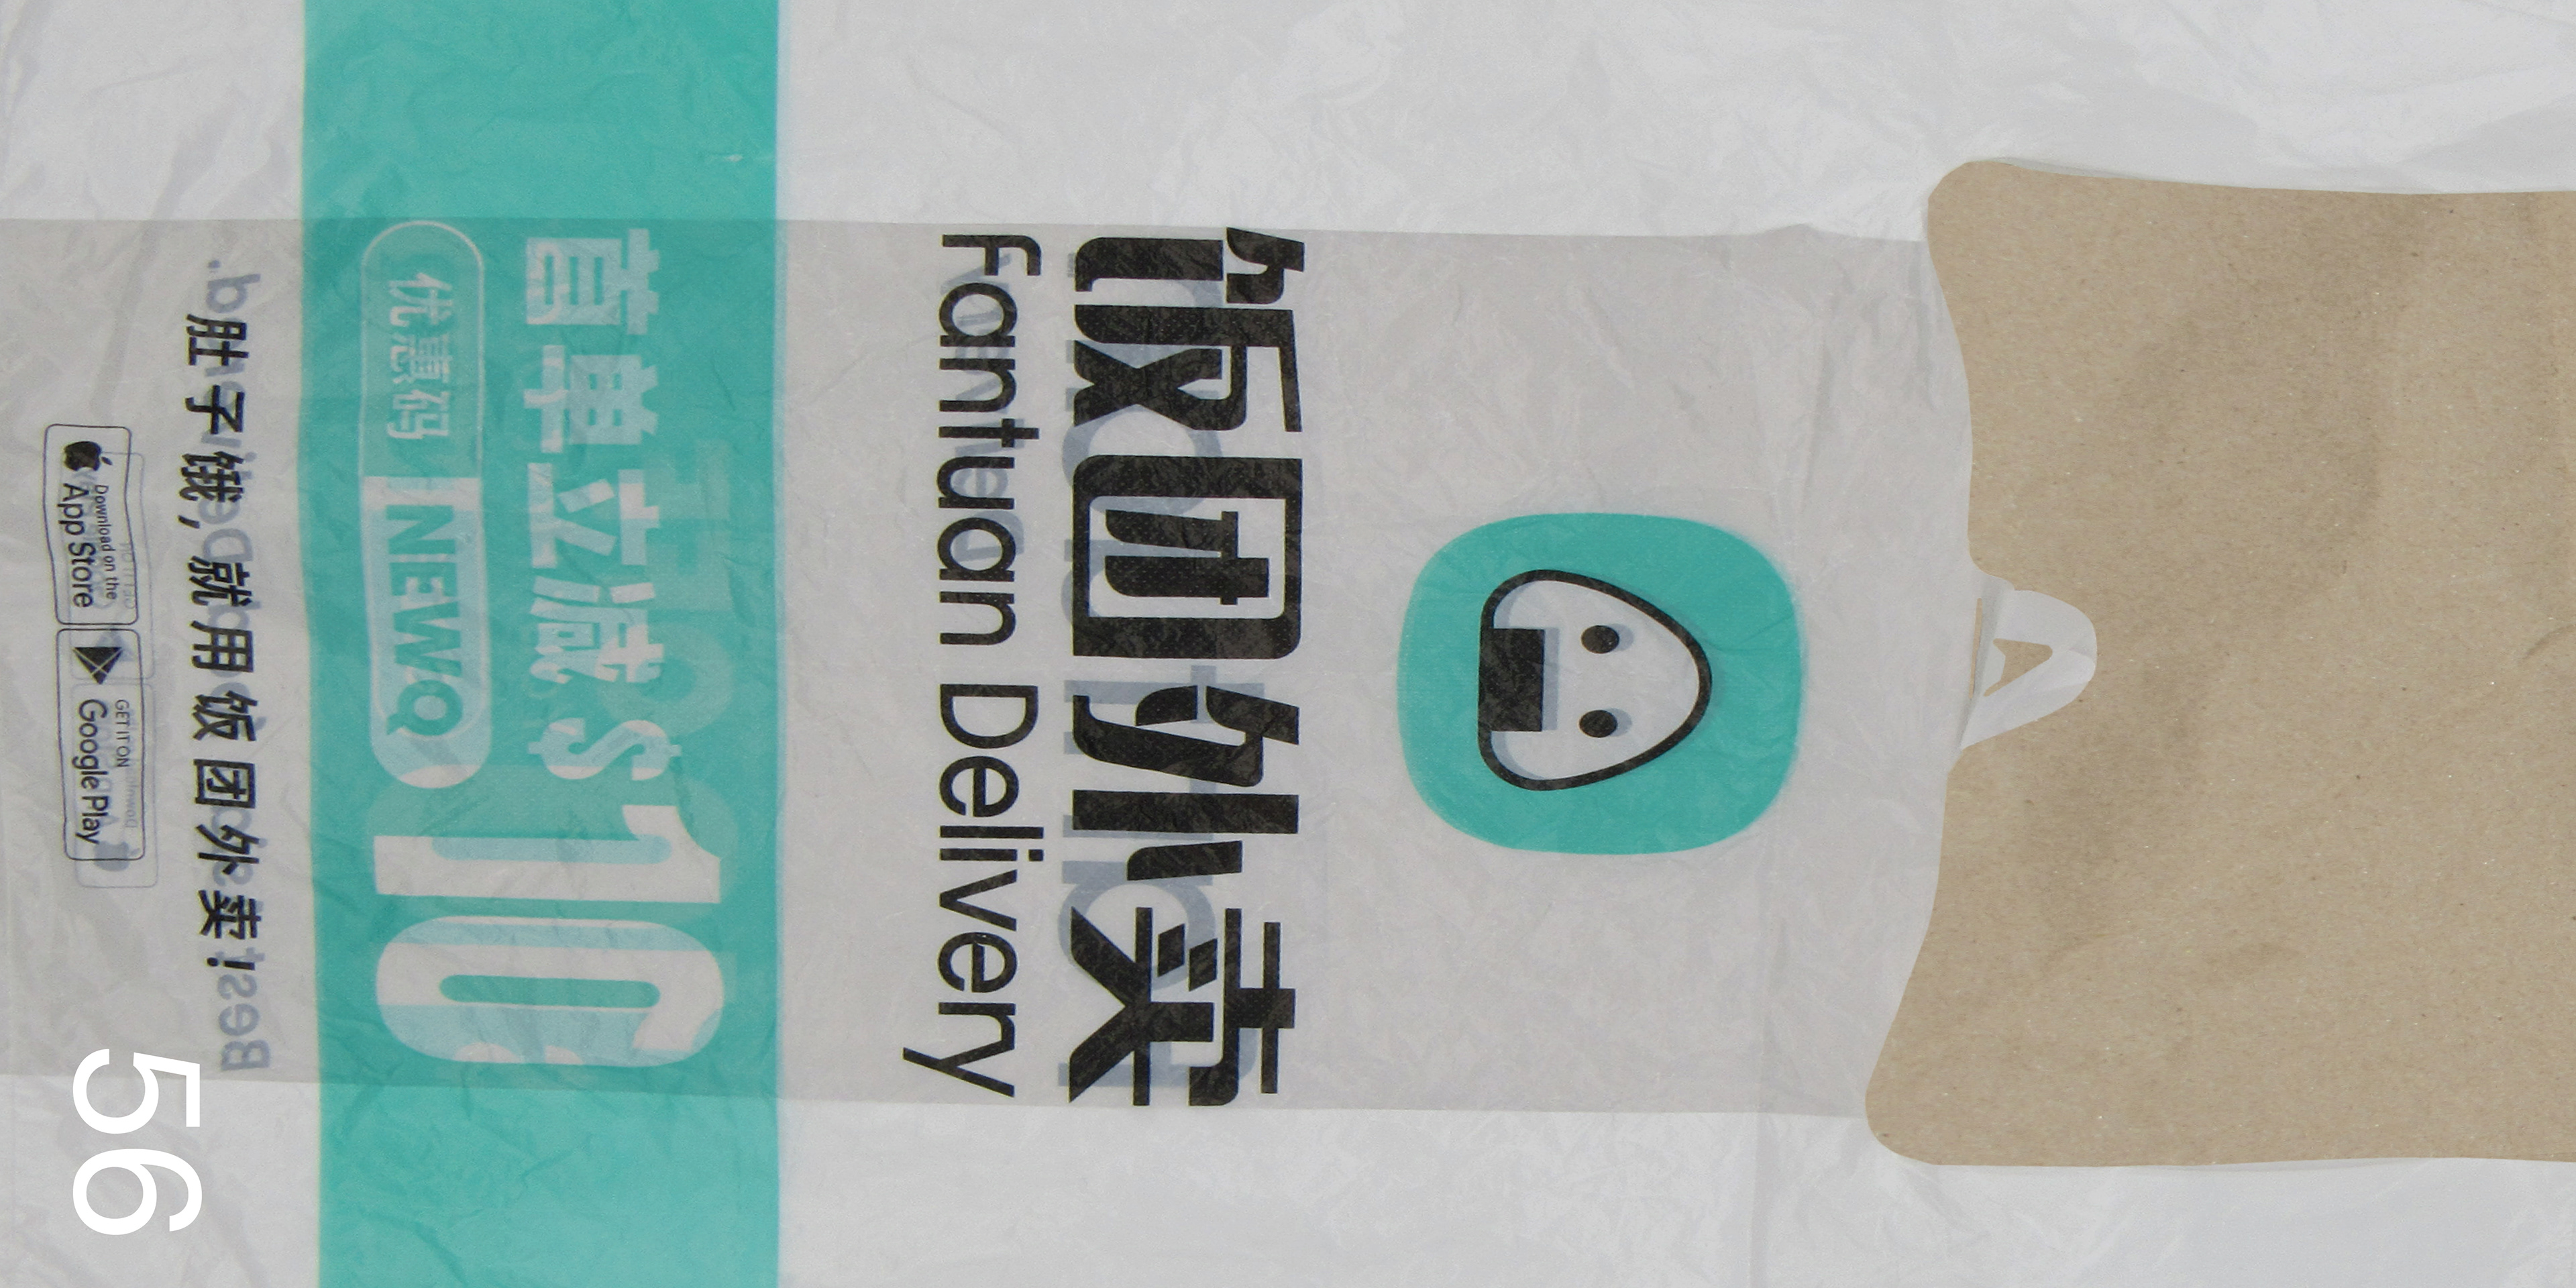 饭团外卖
Fantuan Delivery
首单立减$10
优惠码 NEWQ
肚子饿，就用饭团外卖！
Download on the
App Store
GET IT ON
Google Play
56